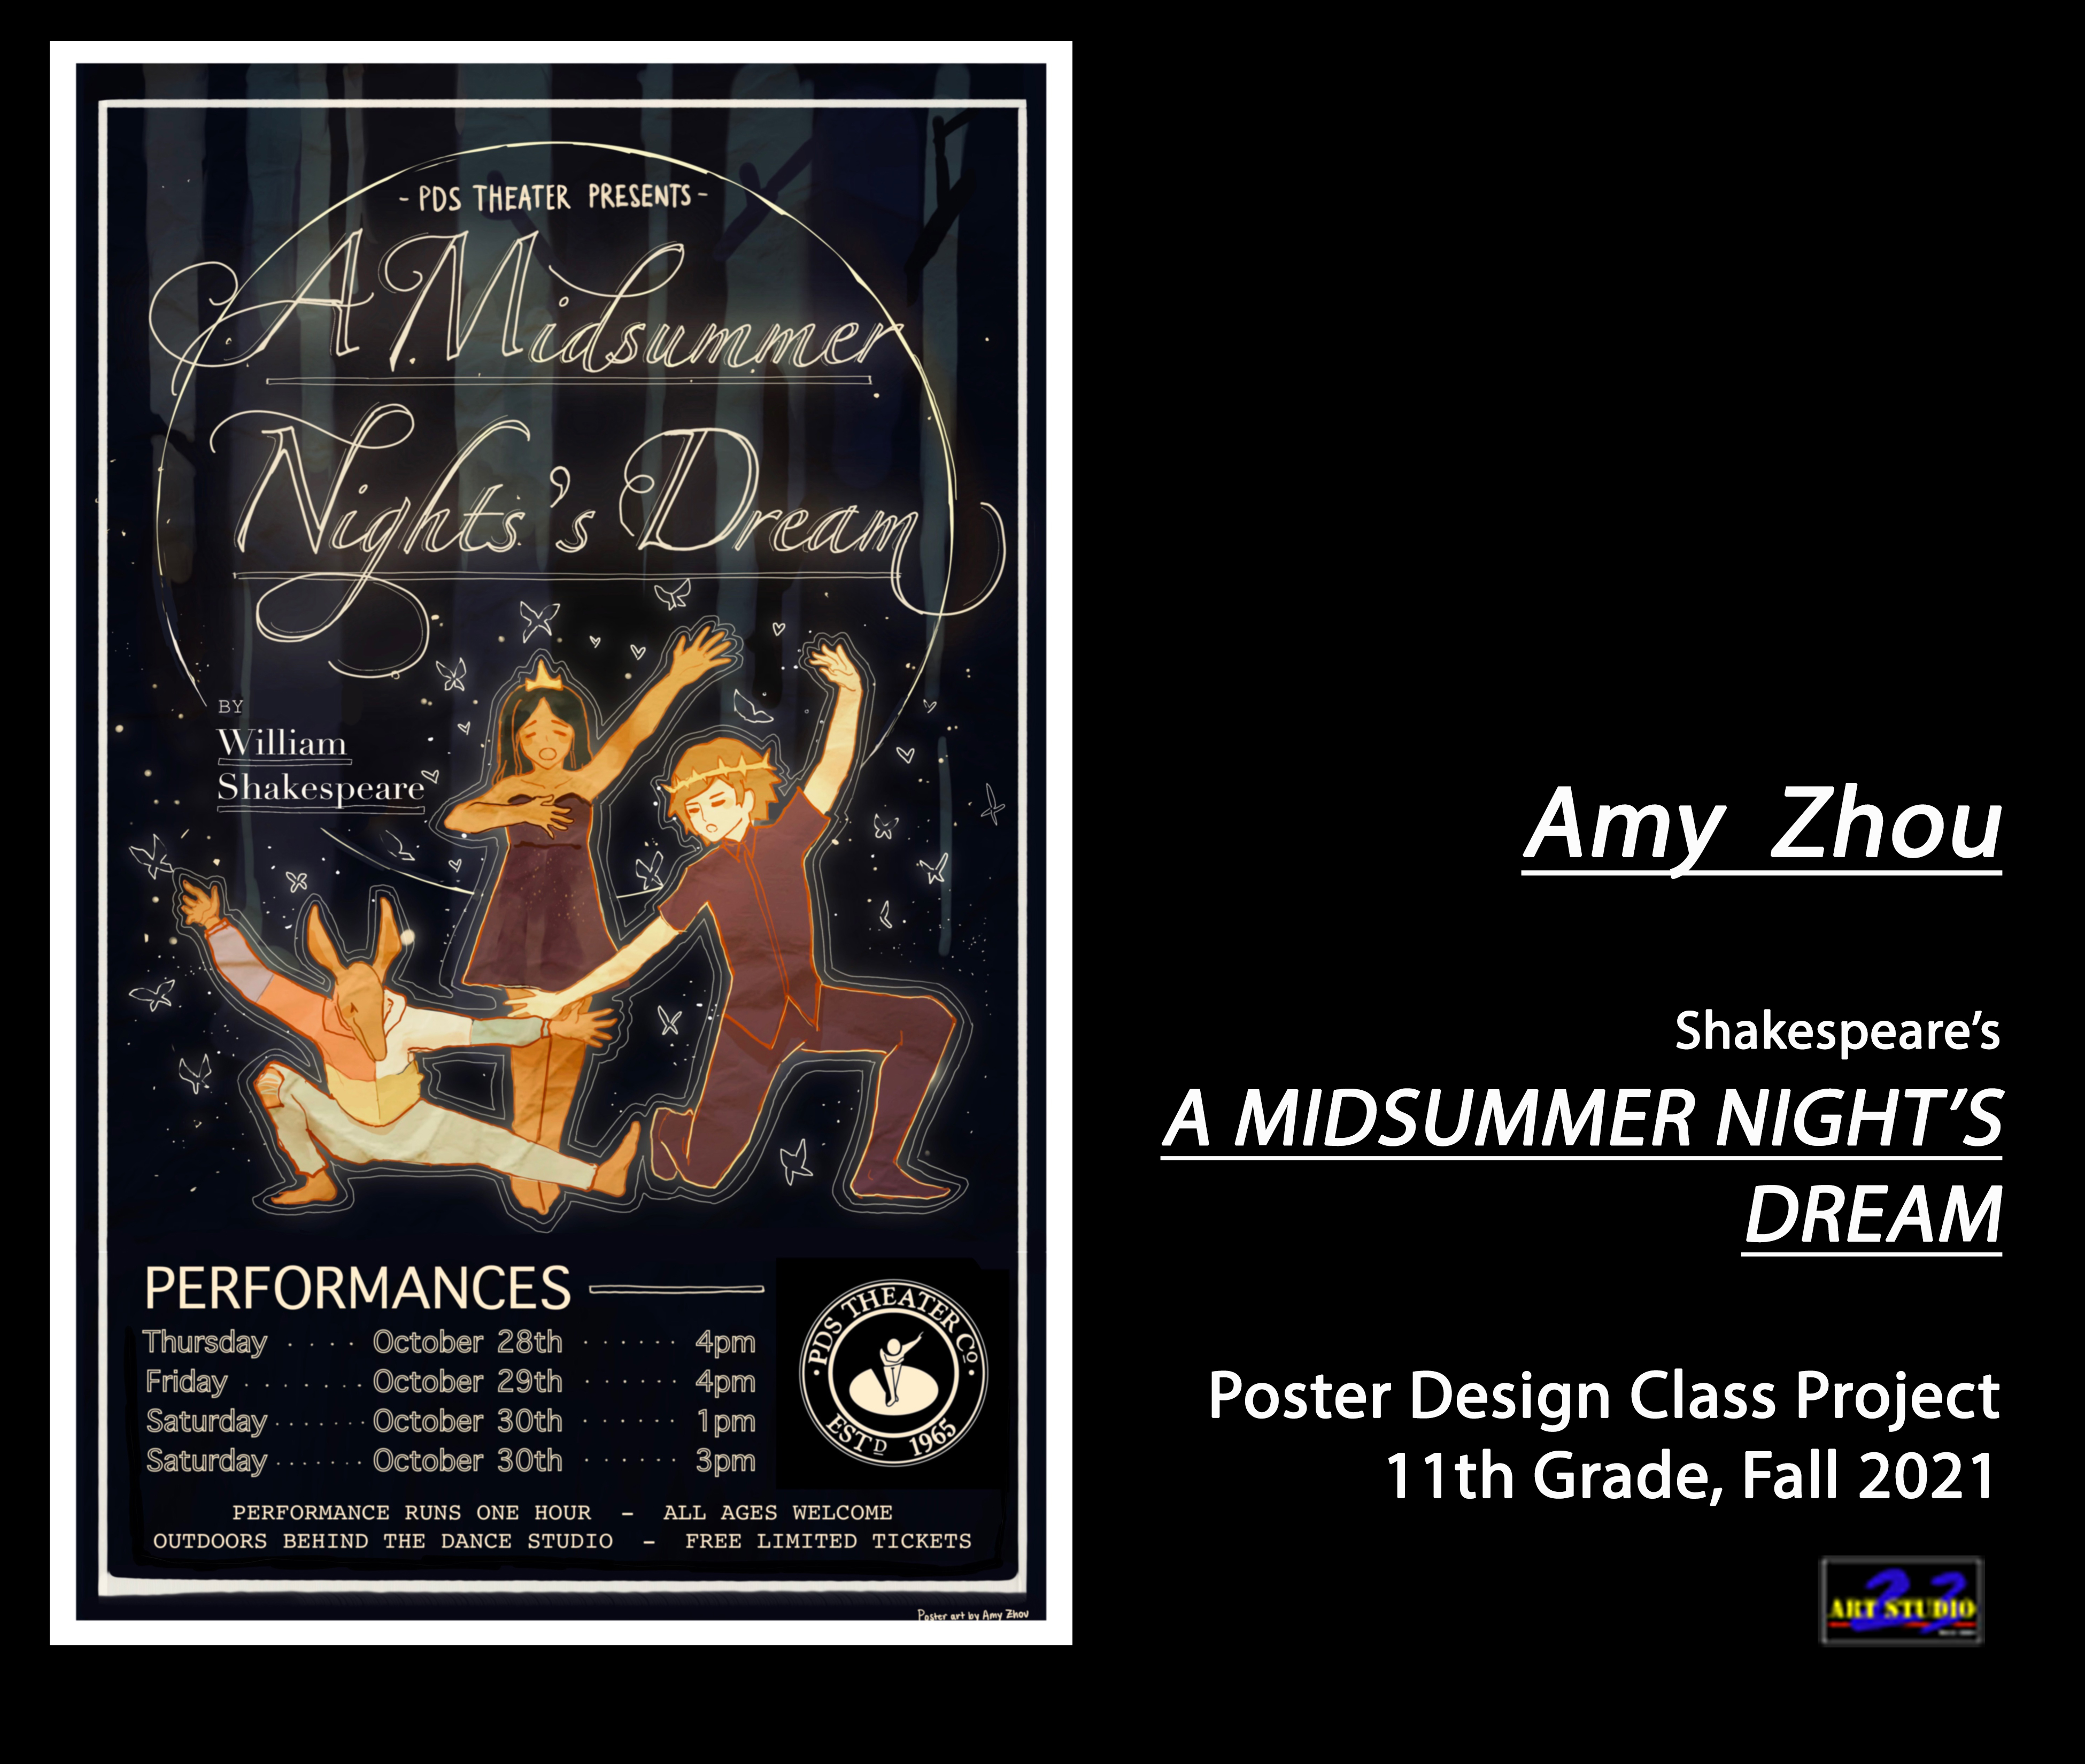 - PDS THEATER PRESENTS -
A Midsummer
Nights's Dream
BY
William
Shakespeare
PERFORMANCES
Thursday · · · · October 28th · · · · · · 4pm
Friday · · · · · · · October 29th · · · · · · 4pm
Saturday · · · · · · · October 30th · · · · · · 1pm
Saturday · · · · · · · October 30th · · · · · · 3pm
· PDS THEATER Co ·
ESTD 1965
PERFORMANCE RUNS ONE HOUR – ALL AGES WELCOME
OUTDOORS BEHIND THE DANCE STUDIO – FREE LIMITED TICKETS
Poster art by Amy Zhou
Amy Zhou
Shakespeare’s
A MIDSUMMER NIGHT’S
DREAM
Poster Design Class Project
11th Grade, Fall 2021
23
ART STUDIO